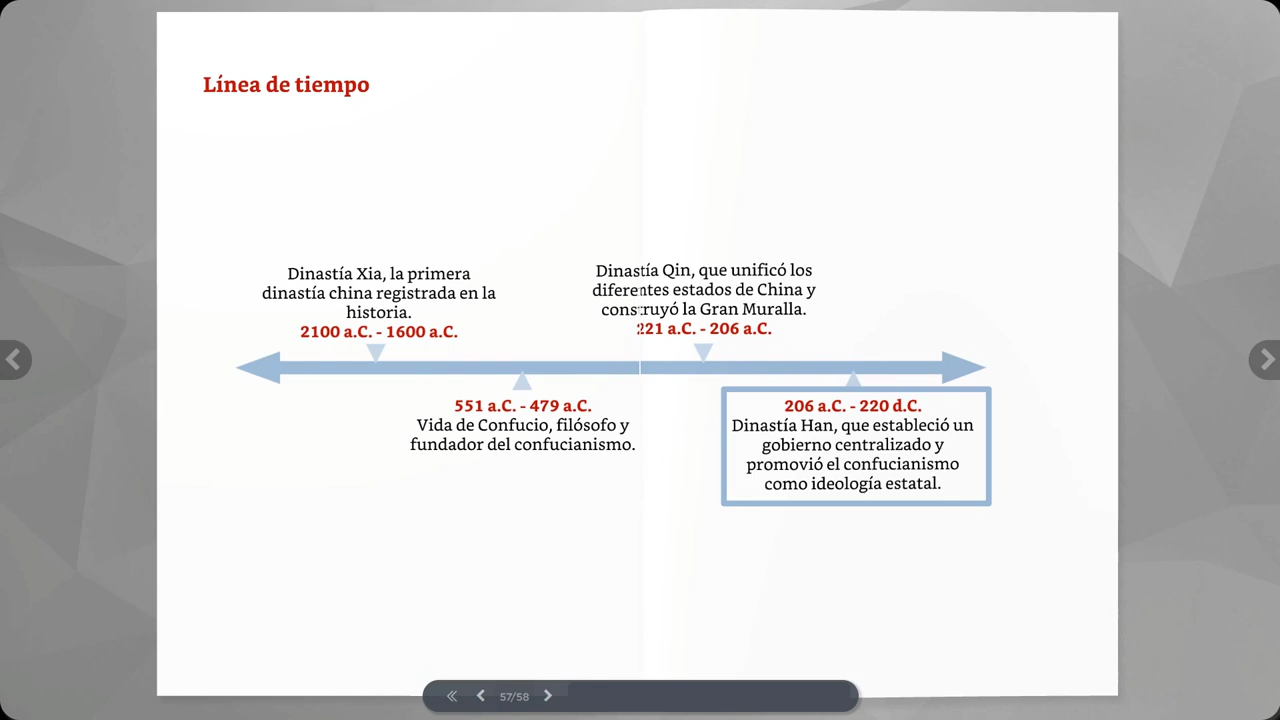 Línea de tiempo
Dinastía Xia, la primera
dinastía china registrada en la
historia.
2100 a.C. - 1600 a.C.
Dinastía Qin, que unificó los
diferentes estados de China y
construyó la Gran Muralla.
221 a.C. - 206 a.C.
551 a.C. - 479 a.C.
Vida de Confucio, filósofo y
fundador del confucianismo.
206 a.C. - 220 d.C.
Dinastía Han, que estableció un
gobierno centralizado y
promovió el confucianismo
como ideología estatal.
57/58